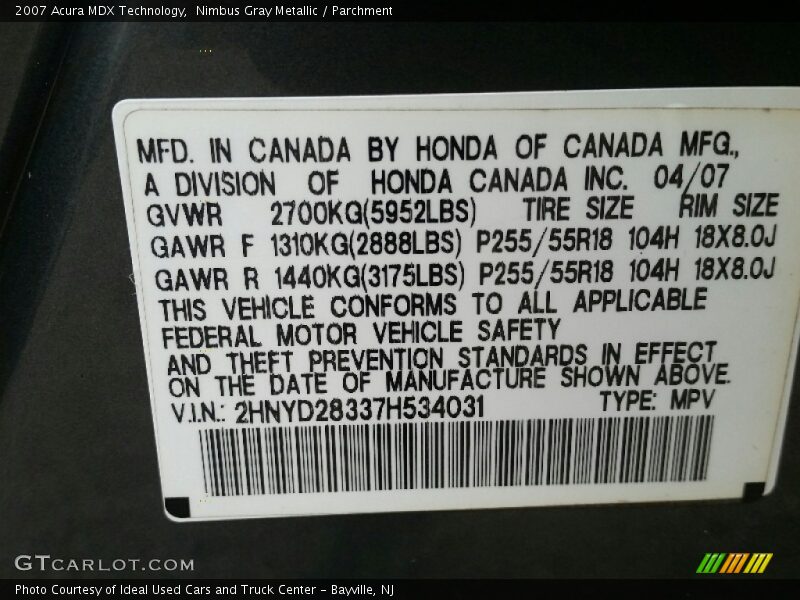 2007 Acura MDX Technology,  Nimbus Gray Metallic / Parchment
MFD. IN CANADA BY HONDA OF CANADA MFG.,
A DIVISION OF HONDA CANADA INC. 04/07
GVWR 2700KG(5952LBS) TIRE SIZE RIM SIZE
GAWR F 1310KG(2888LBS) P255/55R18 104H 18X8.0J
GAWR R 1440KG(3175LBS) P255/55R18 104H 18X8.0J
THIS VEHICLE CONFORMS TO ALL APPLICABLE
FEDERAL MOTOR VEHICLE SAFETY
AND THEFT PREVENTION STANDARDS IN EFFECT
ON THE DATE OF MANUFACTURE SHOWN ABOVE.
V.I.N.: 2HNYD28337H534031 TYPE: MPV
GTCARLOT.COM
Photo Courtesy of Ideal Used Cars and Truck Center - Bayville, NJ